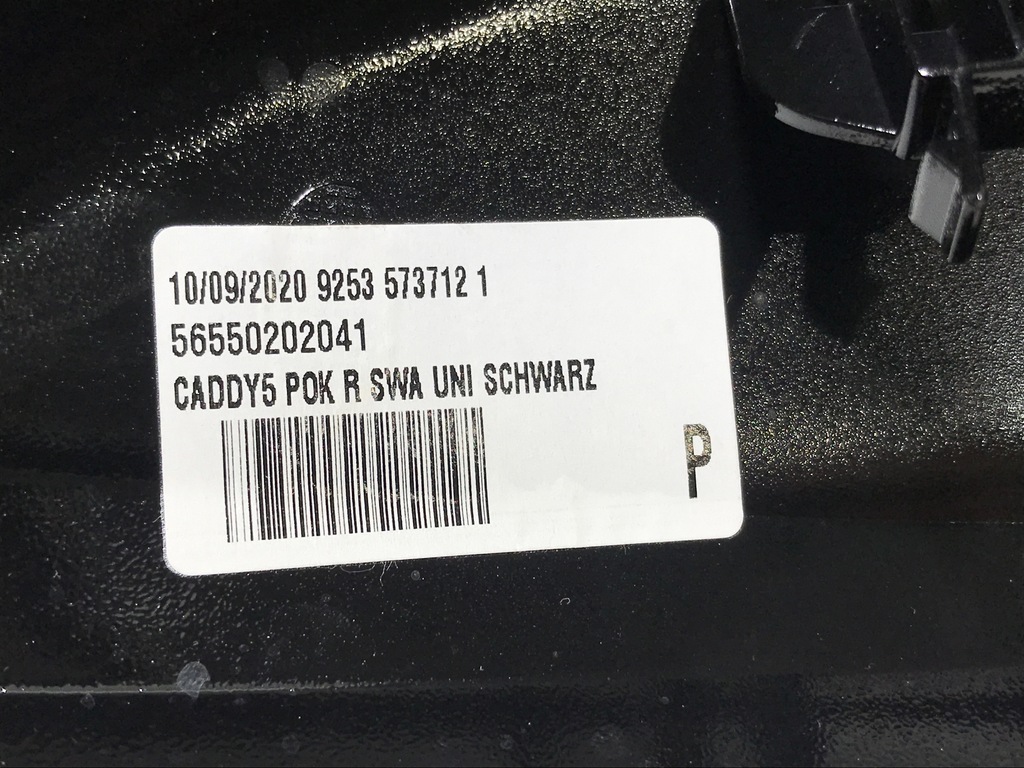 10/09/2020 9253 573712 1
56550202041
CADDY5 POK R SWA UNI SCHWARZ
P